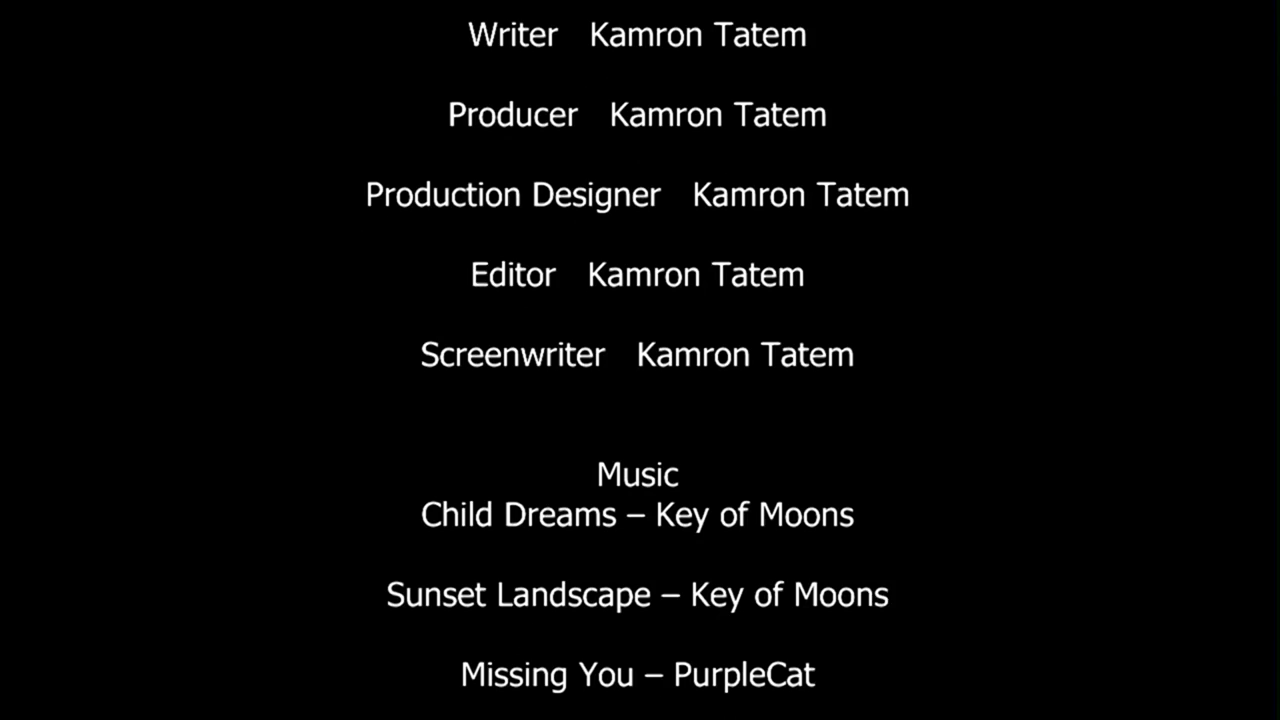 Writer Kamron Tatem
Producer Kamron Tatem
Production Designer Kamron Tatem
Editor Kamron Tatem
Screenwriter Kamron Tatem
Music
Child Dreams – Key of Moons
Sunset Landscape – Key of Moons
Missing You – PurpleCat